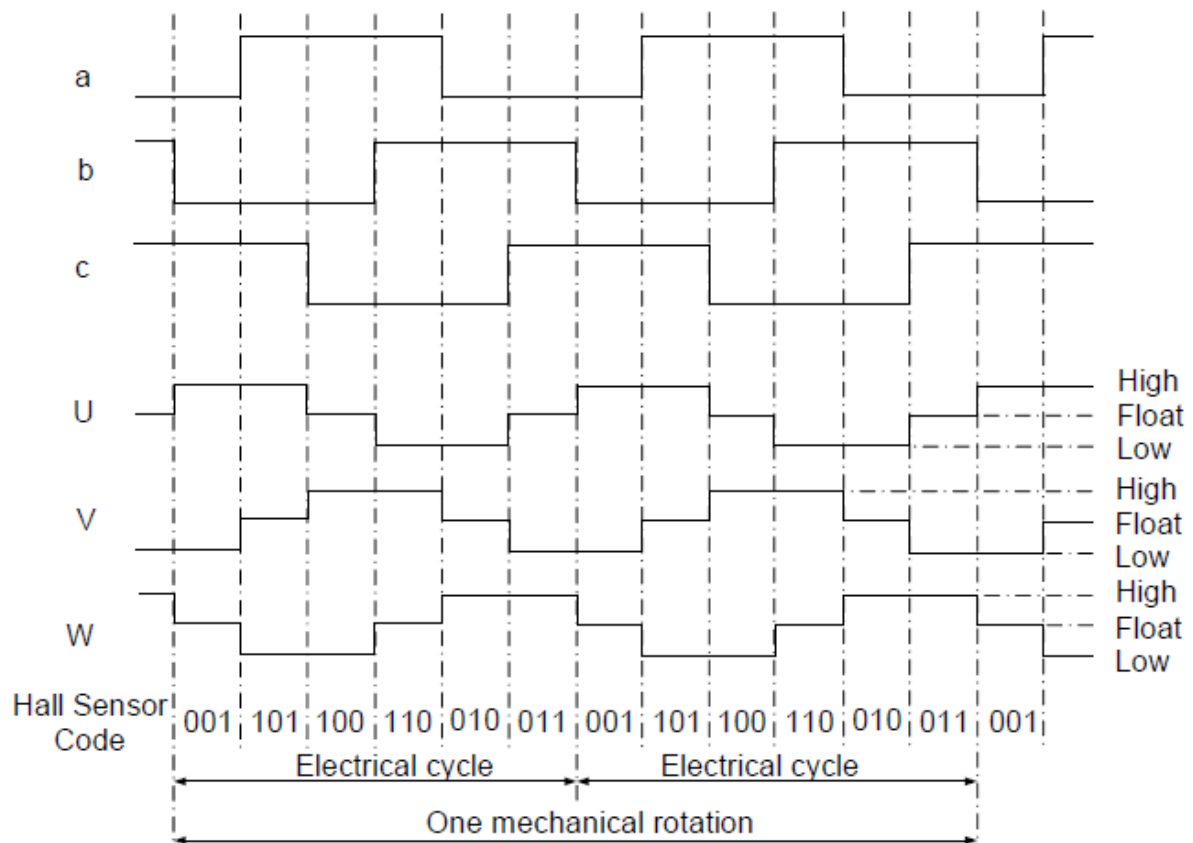 a
b
c
U
High
Float
Low
V
High
Float
Low
W
High
Float
Low
Hall Sensor
Code
001 101 100 110 010 011 001 101 100 110 010 011 001
Electrical cycle Electrical cycle
One mechanical rotation